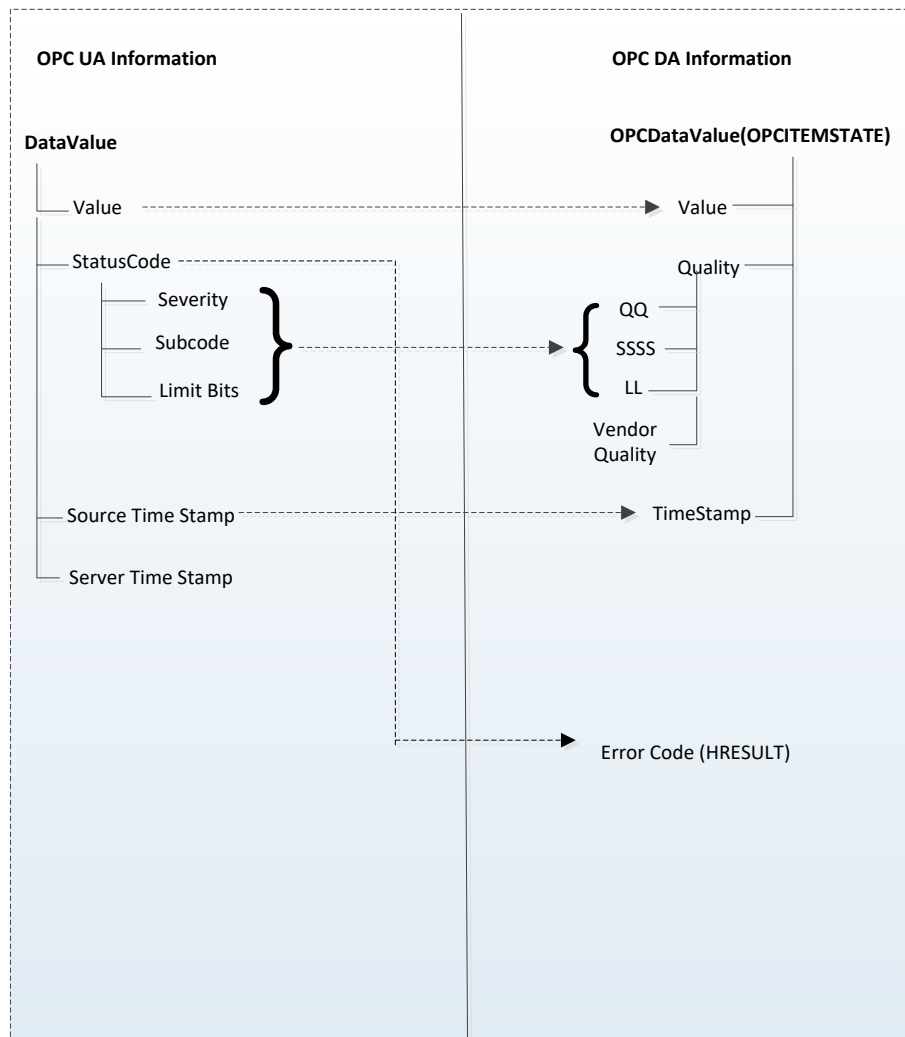 OPC UA Information
OPC DA Information
DataValue
OPCDataValue(OPCITEMSTATE)
Value
Value
StatusCode
Quality
Severity
QQ
Subcode
SSSS
Limit Bits
LL
Vendor
Quality
Source Time Stamp
TimeStamp
Server Time Stamp
Error Code (HRESULT)